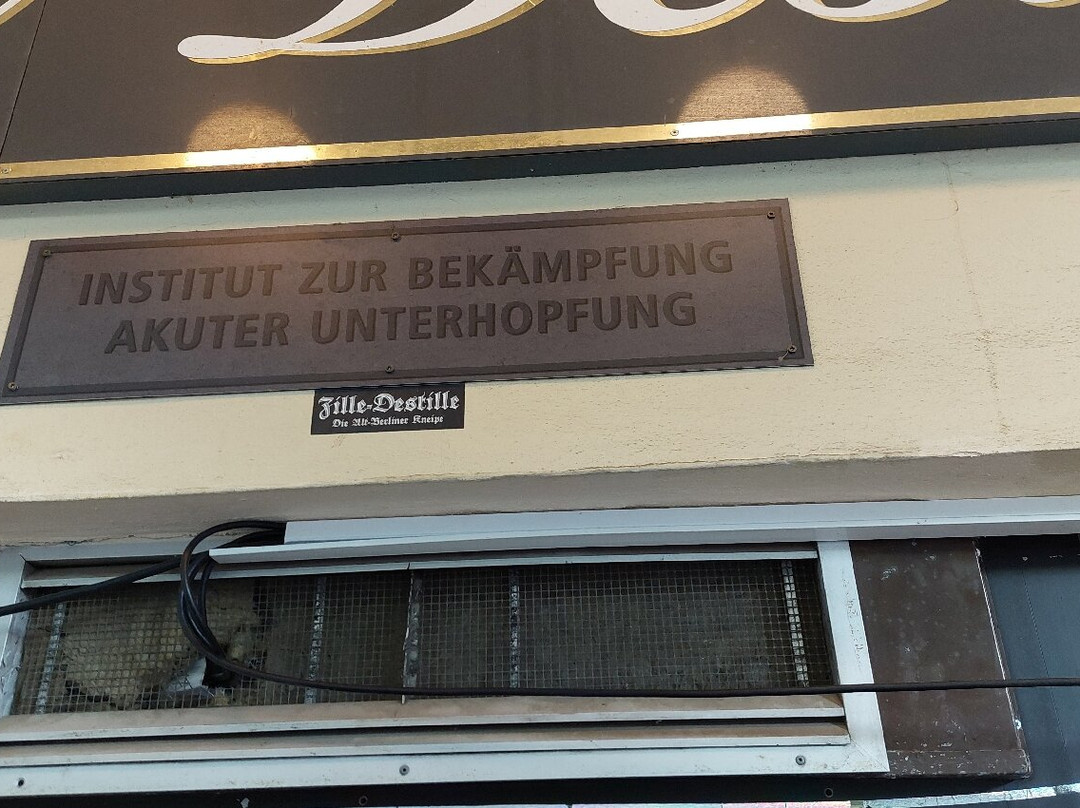 INSTITUT ZUR BEKÄMPFUNG
AKUTER UNTERHOPFUNG
Zille-Destille
Die Alt-Berliner Kneipe